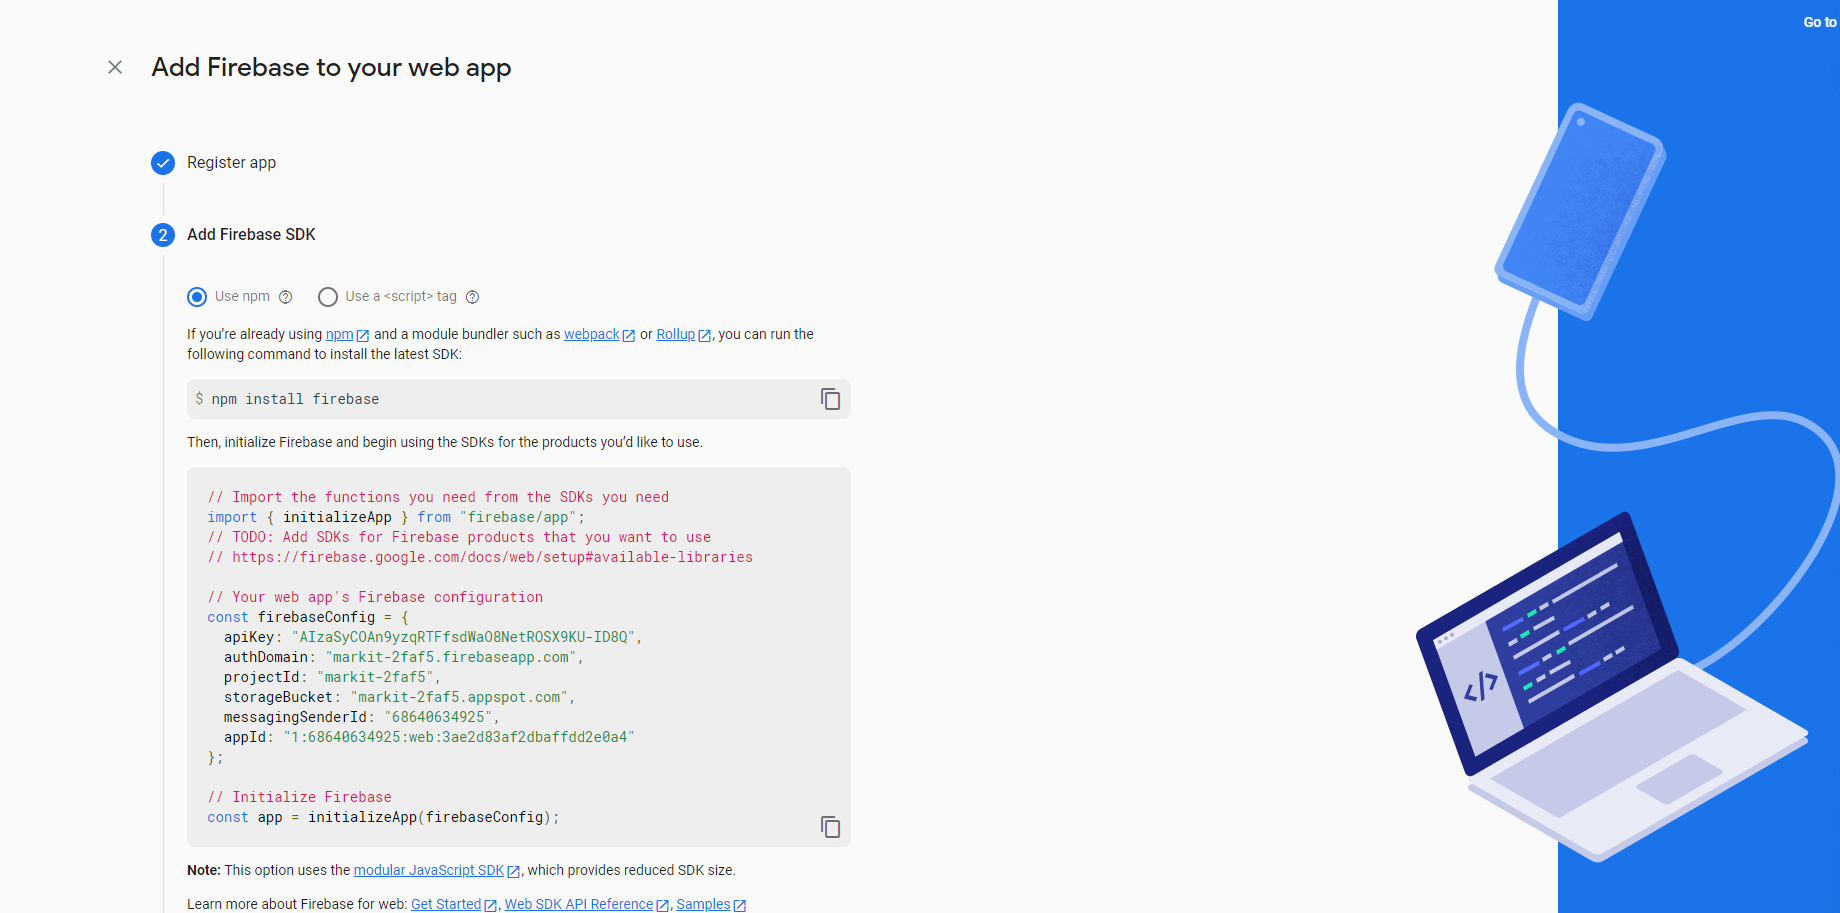 Go to
Add Firebase to your web app
Register app
2 Add Firebase SDK
Use npm Use a <script> tag
If you're already using npm and a module bundler such as webpack or Rollup, you can run the
following command to install the latest SDK:
$ npm install firebase
Then, initialize Firebase and begin using the SDKs for the products you'd like to use.
// Import the functions you need from the SDKs you need
import { initializeApp } from "firebase/app";
// TODO: Add SDKs for Firebase products that you want to use
// https://firebase.google.com/docs/web/setup#available-libraries
// Your web app's Firebase configuration
const firebaseConfig = {
apiKey: "AIzaSyCOAn9yzqRTFfsdWaO8NetROSX9KU-ID8Q",
authDomain: "markit-2faf5.firebaseapp.com",
projectId: "markit-2faf5",
storageBucket: "markit-2faf5.appspot.com",
messagingSenderId: "68640634925",
appId: "1:68640634925:web:3ae2d83af2dbaffdd2e0a4"
};
// Initialize Firebase
const app = initializeApp(firebaseConfig);
Note: This option uses the modular JavaScript SDK, which provides reduced SDK size.
Learn more about Firebase for web: Get Started, Web SDK API Reference, Samples